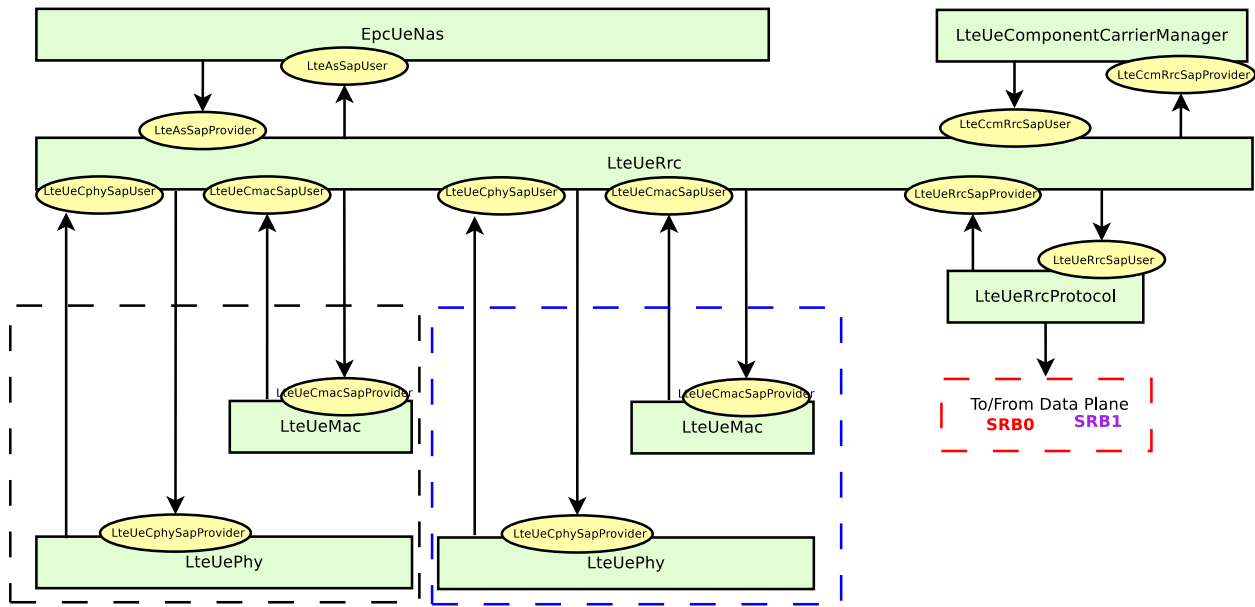 EpcUeNas
LteUeComponentCarrierManager
LteAsSapUser
LteCcmRrcSapProvider
LteAsSapProvider
LteCcmRrcSapUser
LteUeRrc
LteUeCphySapUser
LteUeCmacSapUser
LteUeCphySapUser
LteUeCmacSapUser
LteUeRrcSapProvider
LteUeRrcSapUser
LteUeRrcProtocol
LteUeCmacSapProvider
LteUeCmacSapProvider
LteUeMac
LteUeMac
To/From Data Plane
SRB0
SRB1
LteUeCphySapProvider
LteUeCphySapProvider
LteUePhy
LteUePhy